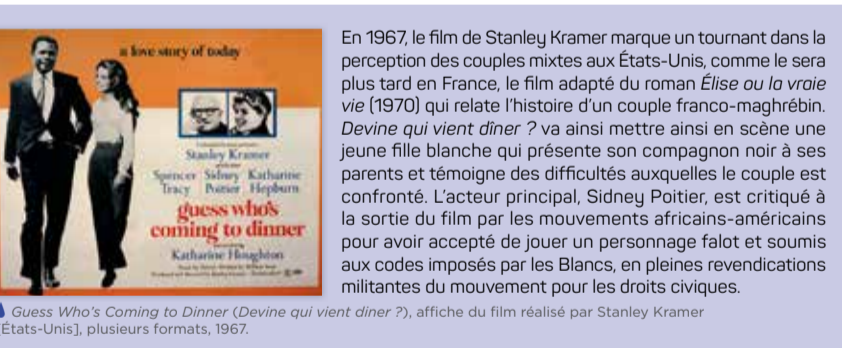 a love story of today
Stanley Kramer
Spencer Sidney Katharine
Tracy Poitier Hepburn
guess who's
coming to dinner
Katharine Houghton
En 1967, le film de Stanley Kramer marque un tournant dans la
perception des couples mixtes aux États-Unis, comme le sera
plus tard en France, le film adapté du roman Élise ou la vraie
vie (1970) qui relate l'histoire d'un couple franco-maghrébin.
Devine qui vient dîner ? va ainsi mettre ainsi en scène une
jeune fille blanche qui présente son compagnon noir à ses
parents et témoigne des difficultés auxquelles le couple est
confronté. L'acteur principal, Sidney Poitier, est critiqué à
la sortie du film par les mouvements africains-américains
pour avoir accepté de jouer un personnage falot et soumis
aux codes imposés par les Blancs, en pleines revendications
militantes du mouvement pour les droits civiques.
Guess Who's Coming to Dinner (Devine qui vient diner ?), affiche du film réalisé par Stanley Kramer
[États-Unis], plusieurs formats, 1967.